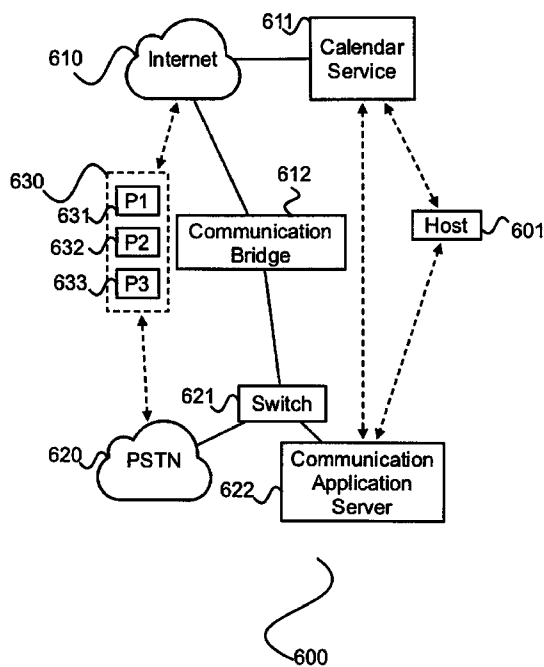 611
610
Internet
Calendar
Service
630
P1
631
P2
632
P3
633
612
Communication
Bridge
Host
601
621
Switch
620
PSTN
622
Communication
Application
Server
600